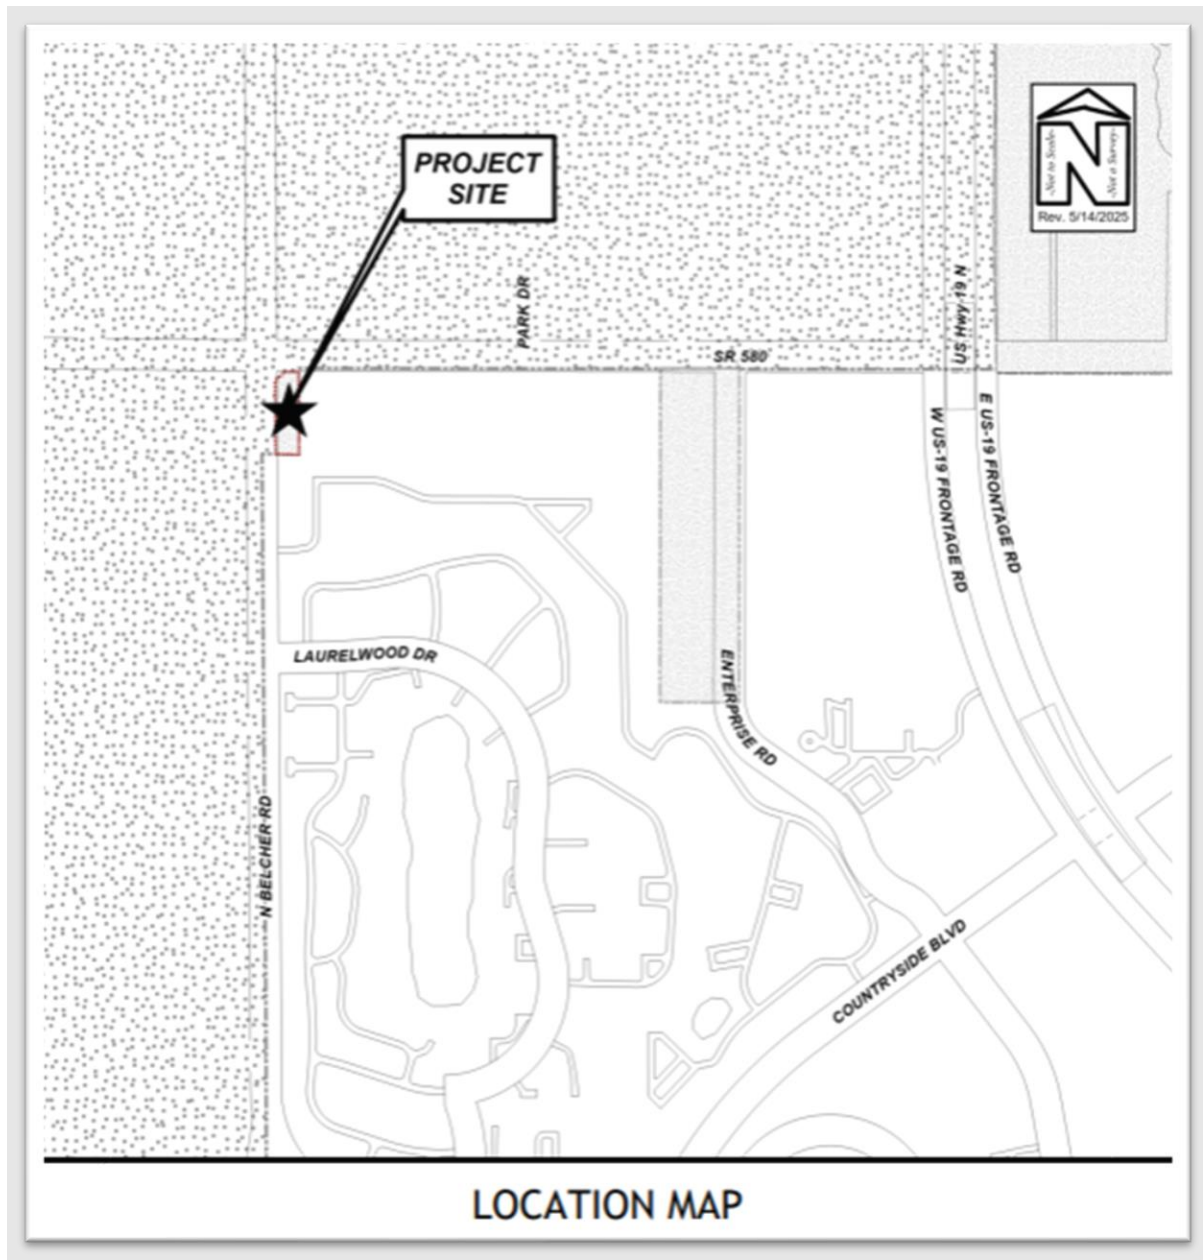 PROJECT
SITE
-Not to Scale-
-Not a Survey-
N
Rev. 5/14/2025
PARK DR
US Hwy-19 N
SR 580
W US-19 FRONTAGE RD
E US-19 FRONTAGE RD
LAURELWOOD DR
ENTERPRISE RD
N BELCHER RD
COUNTRYSIDE BLVD
LOCATION MAP